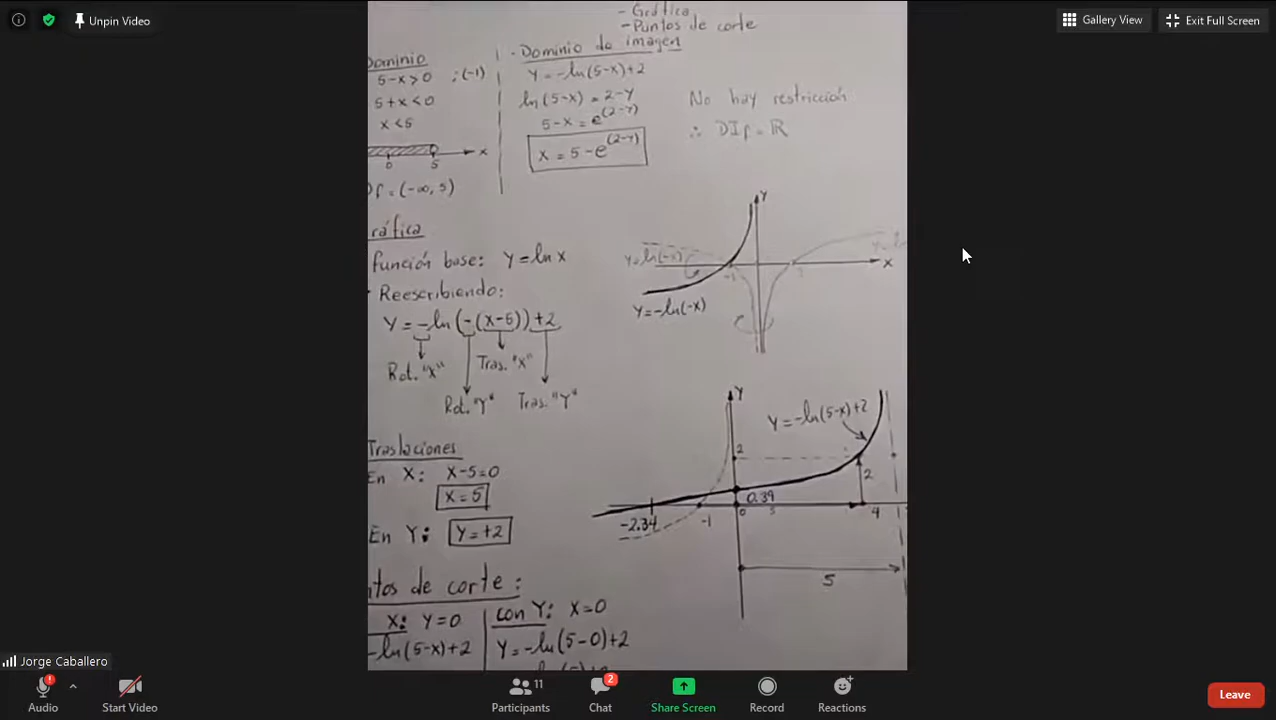 Unpin Video
Gallery View
Exit Full Screen
- Gráfica
- Puntos de corte
Dominio
5-x>0 ;(-1)
5+x<0
x<5
0 5 x
Df = (-∞, 5)
- Dominio de imagen
y = -ln(5-x)+2
ln(5-x) = 2-y
5-x = e^(2-y)
x = 5-e^(2-y)
No hay restricción
∴ DIf = ℝ
ráfica
función base: Y = ln x
Reescribiendo:
Y = -ln(-(x-5))+2
Rot. "x"
Tras. "x"
Rot. "y"
Tras. "y"
Y
Y=ln(-x)
-1
x
Y=-ln(-x)
Traslaciones
En X: x-5=0
x=5
En Y: Y=+2
Y
Y=-ln(5-x)+2
2
2
0.39
-2.34 -1 0 4
5
ntos de corte:
x: Y=0
-ln(5-x)+2
con Y: X=0
Y=-ln(5-0)+2
Jorge Caballero
Audio
Start Video
11
Participants
2
Chat
Share Screen
Record
Reactions
Leave